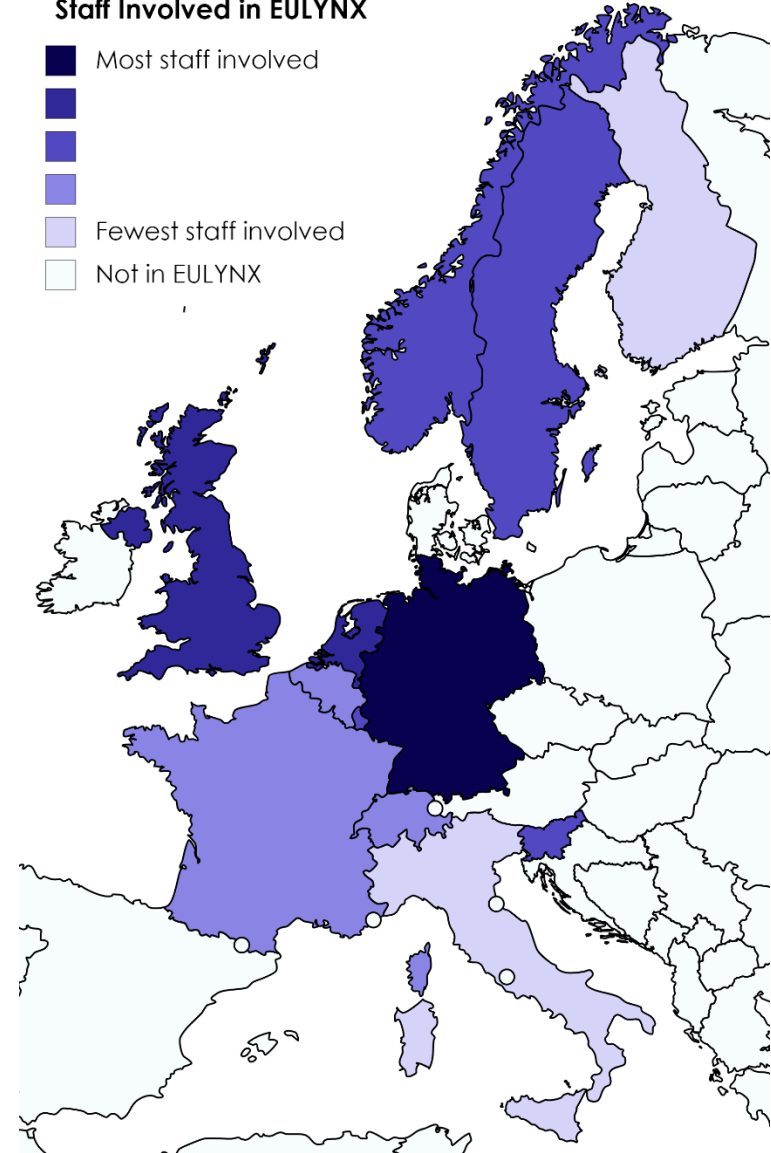 Staff Involved in EULYNX
Most staff involved
Fewest staff involved
Not in EULYNX